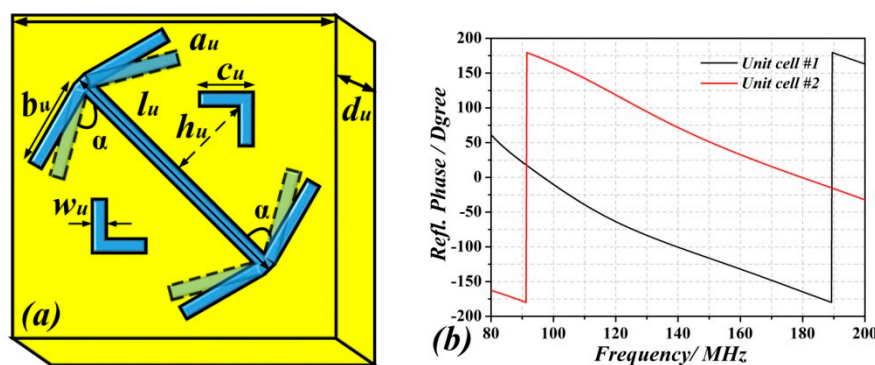 a_u
b_u
l_u
c_u
h_u
d_u
α
w_u
α
(a)
Refl. Phase / Dgree
200
150
100
50
0
-50
-100
-150
-200
Unit cell #1
Unit cell #2
80
100
120
140
160
180
200
Frequency/ MHz
(b)